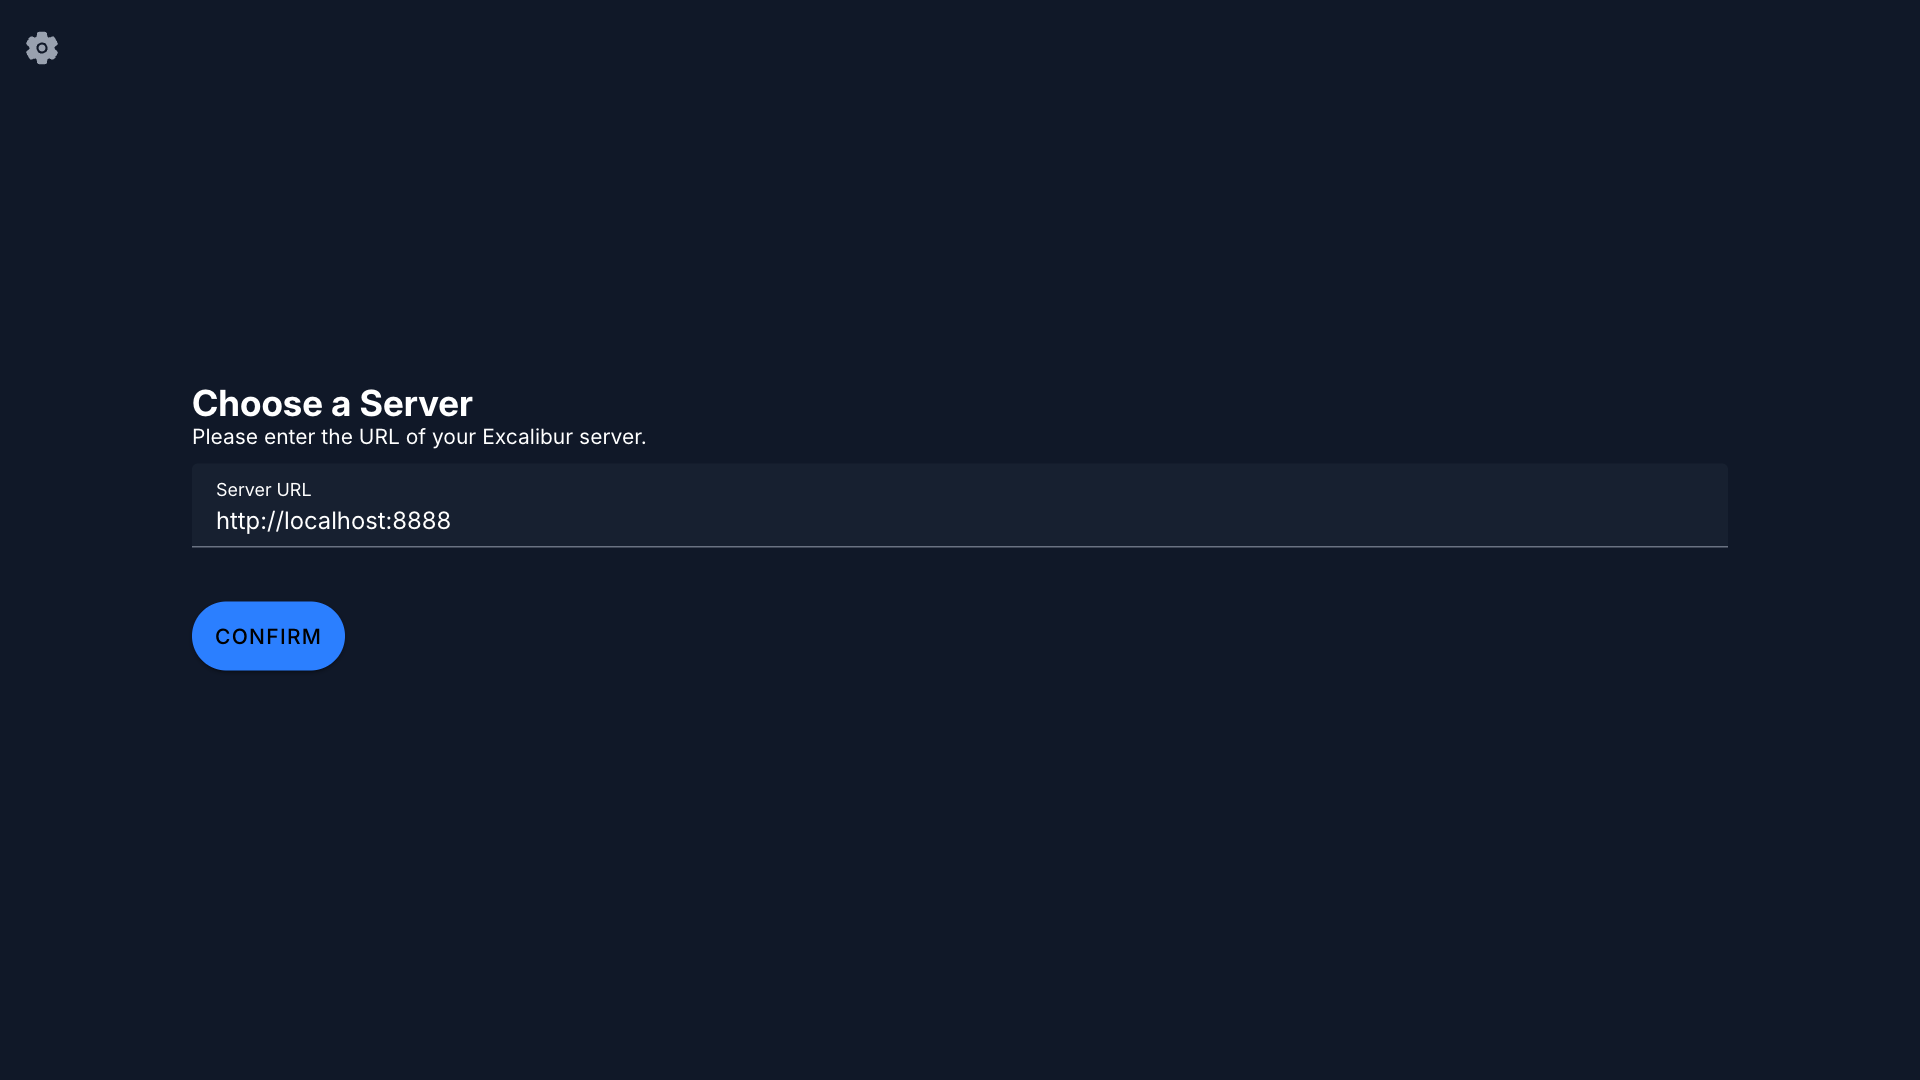 Choose a Server
Please enter the URL of your Excalibur server.
Server URL
http://localhost:8888
CONFIRM